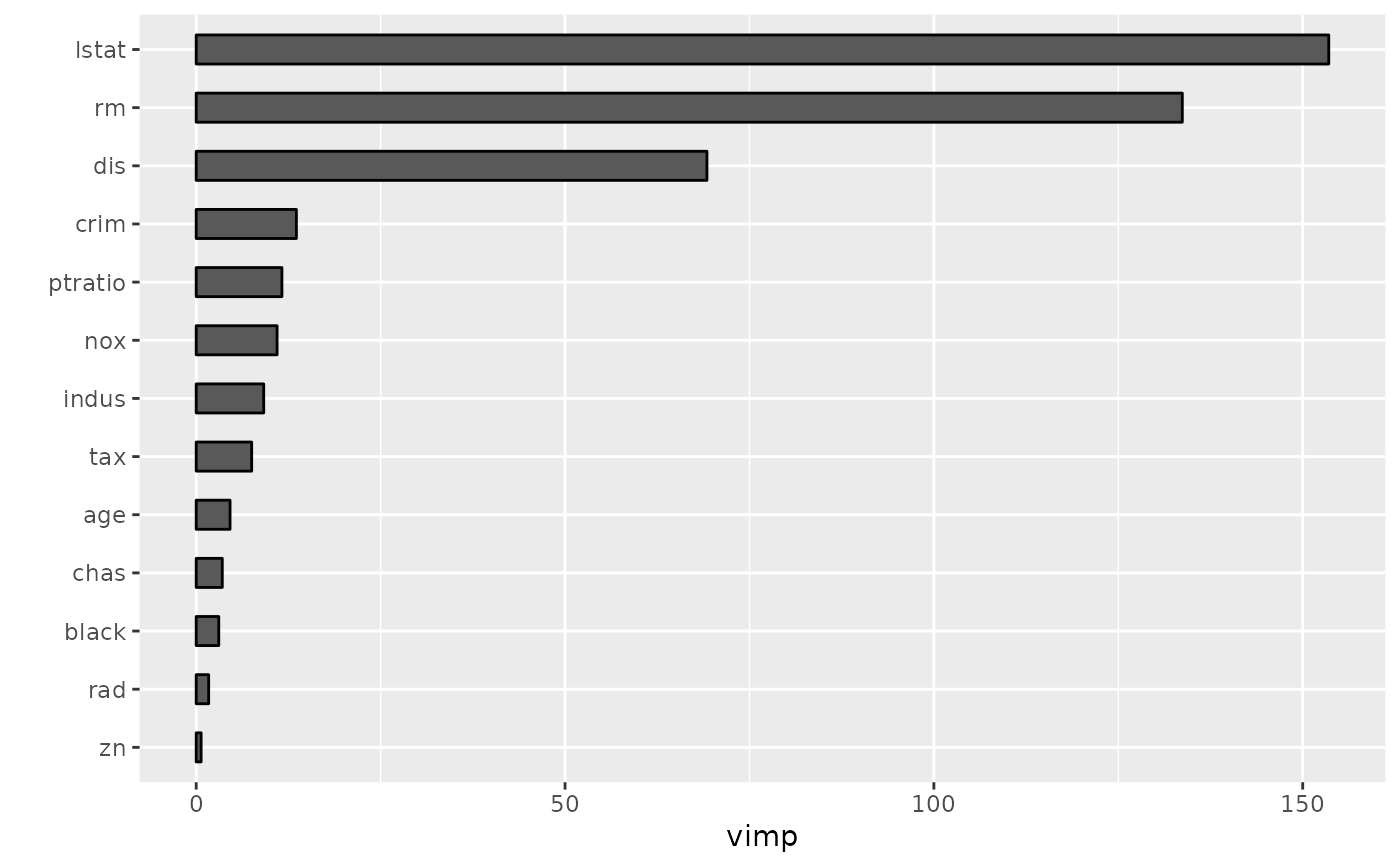 lstat
rm
dis
crim
ptratio
nox
indus
tax
age
chas
black
rad
zn
0 50 100 150
vimp